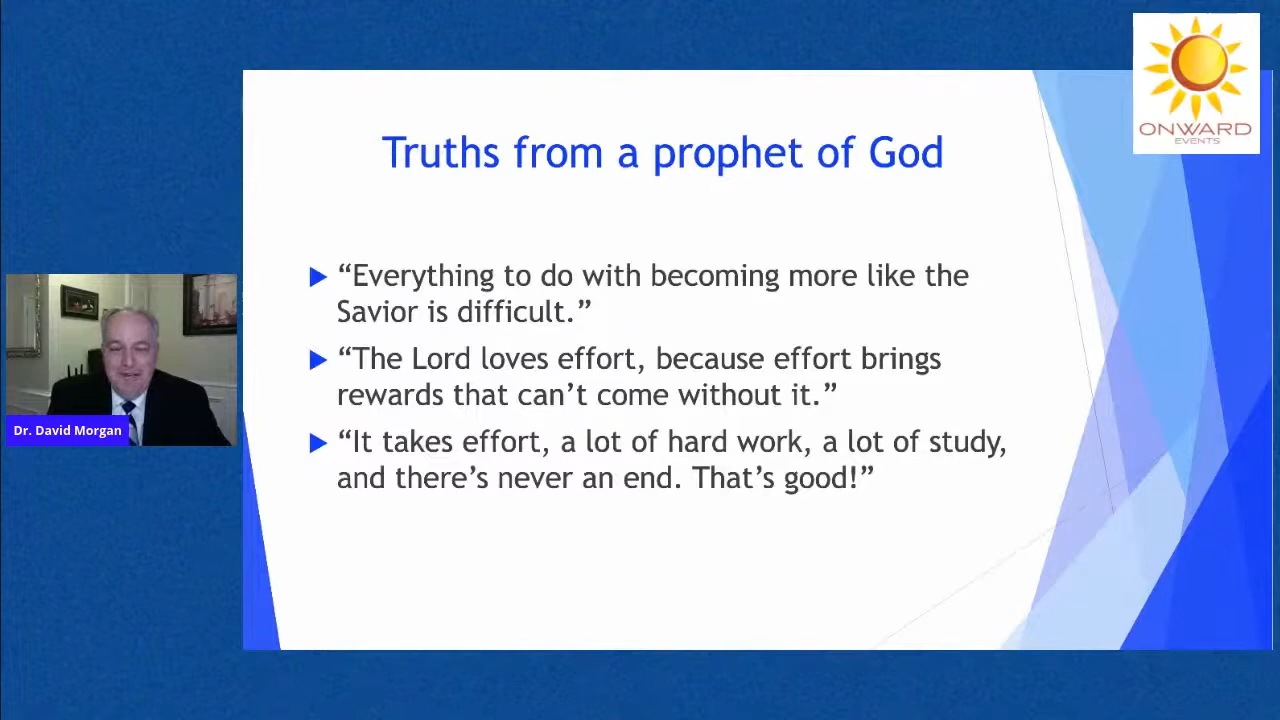 ONWARD
EVENTS
Truths from a prophet of God
“Everything to do with becoming more like the
Savior is difficult.”
“The Lord loves effort, because effort brings
rewards that can’t come without it.”
“It takes effort, a lot of hard work, a lot of study,
and there’s never an end. That’s good!”
Dr. David Morgan